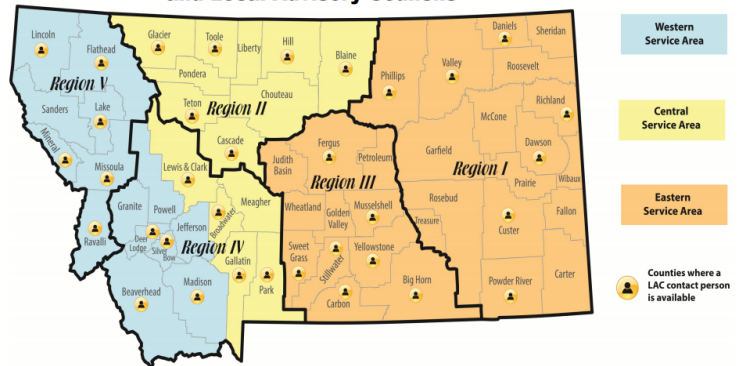 and Local Advisory Councils
Lincoln
Flathead
Glacier
Toole
Liberty
Hill
Blaine
Phillips
Valley
Daniels
Sheridan
Roosevelt
Region V
Pondera
Chouteau
Teton
Region II
Sanders
Lake
Richland
McCone
Mineral
Missoula
Cascade
Lewis & Clark
Judith
Basin
Fergus
Petroleum
Garfield
Dawson
Region I
Prairie
Wibaux
Region III
Meagher
Granite
Powell
Jefferson
Broadwater
Wheatland
Golden
Valley
Musselshell
Rosebud
Treasure
Fallon
Custer
Ravalli
Deer
Lodge
Silver
Bow
Region IV
Gallatin
Park
Sweet
Grass
Stillwater
Yellowstone
Beaverhead
Madison
Carbon
Big Horn
Powder River
Carter
Western
Service Area
Central
Service Area
Eastern
Service Area
Counties where a
LAC contact person
is available